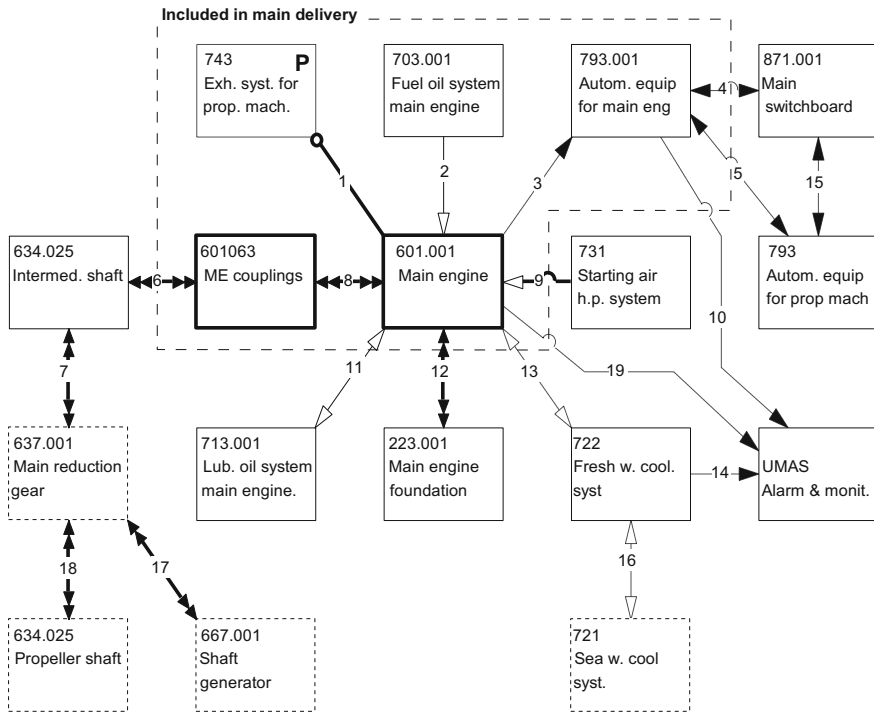 Included in main delivery
743 P
Exh. syst. for
prop. mach.
703.001
Fuel oil system
main engine
793.001
Autom. equip
for main eng
871.001
Main
switchboard
4
1
2
3
5
15
634.025
Intermed. shaft
601063
ME couplings
601.001
Main engine
731
Starting air
h.p. system
793
Autom. equip
for prop mach
6
8
9
10
7
11
12
13
19
637.001
Main reduction
gear
713.001
Lub. oil system
main engine.
223.001
Main engine
foundation
722
Fresh w. cool.
syst
UMAS
Alarm & monit.
14
18
17
16
634.025
Propeller shaft
667.001
Shaft
generator
721
Sea w. cool
syst.